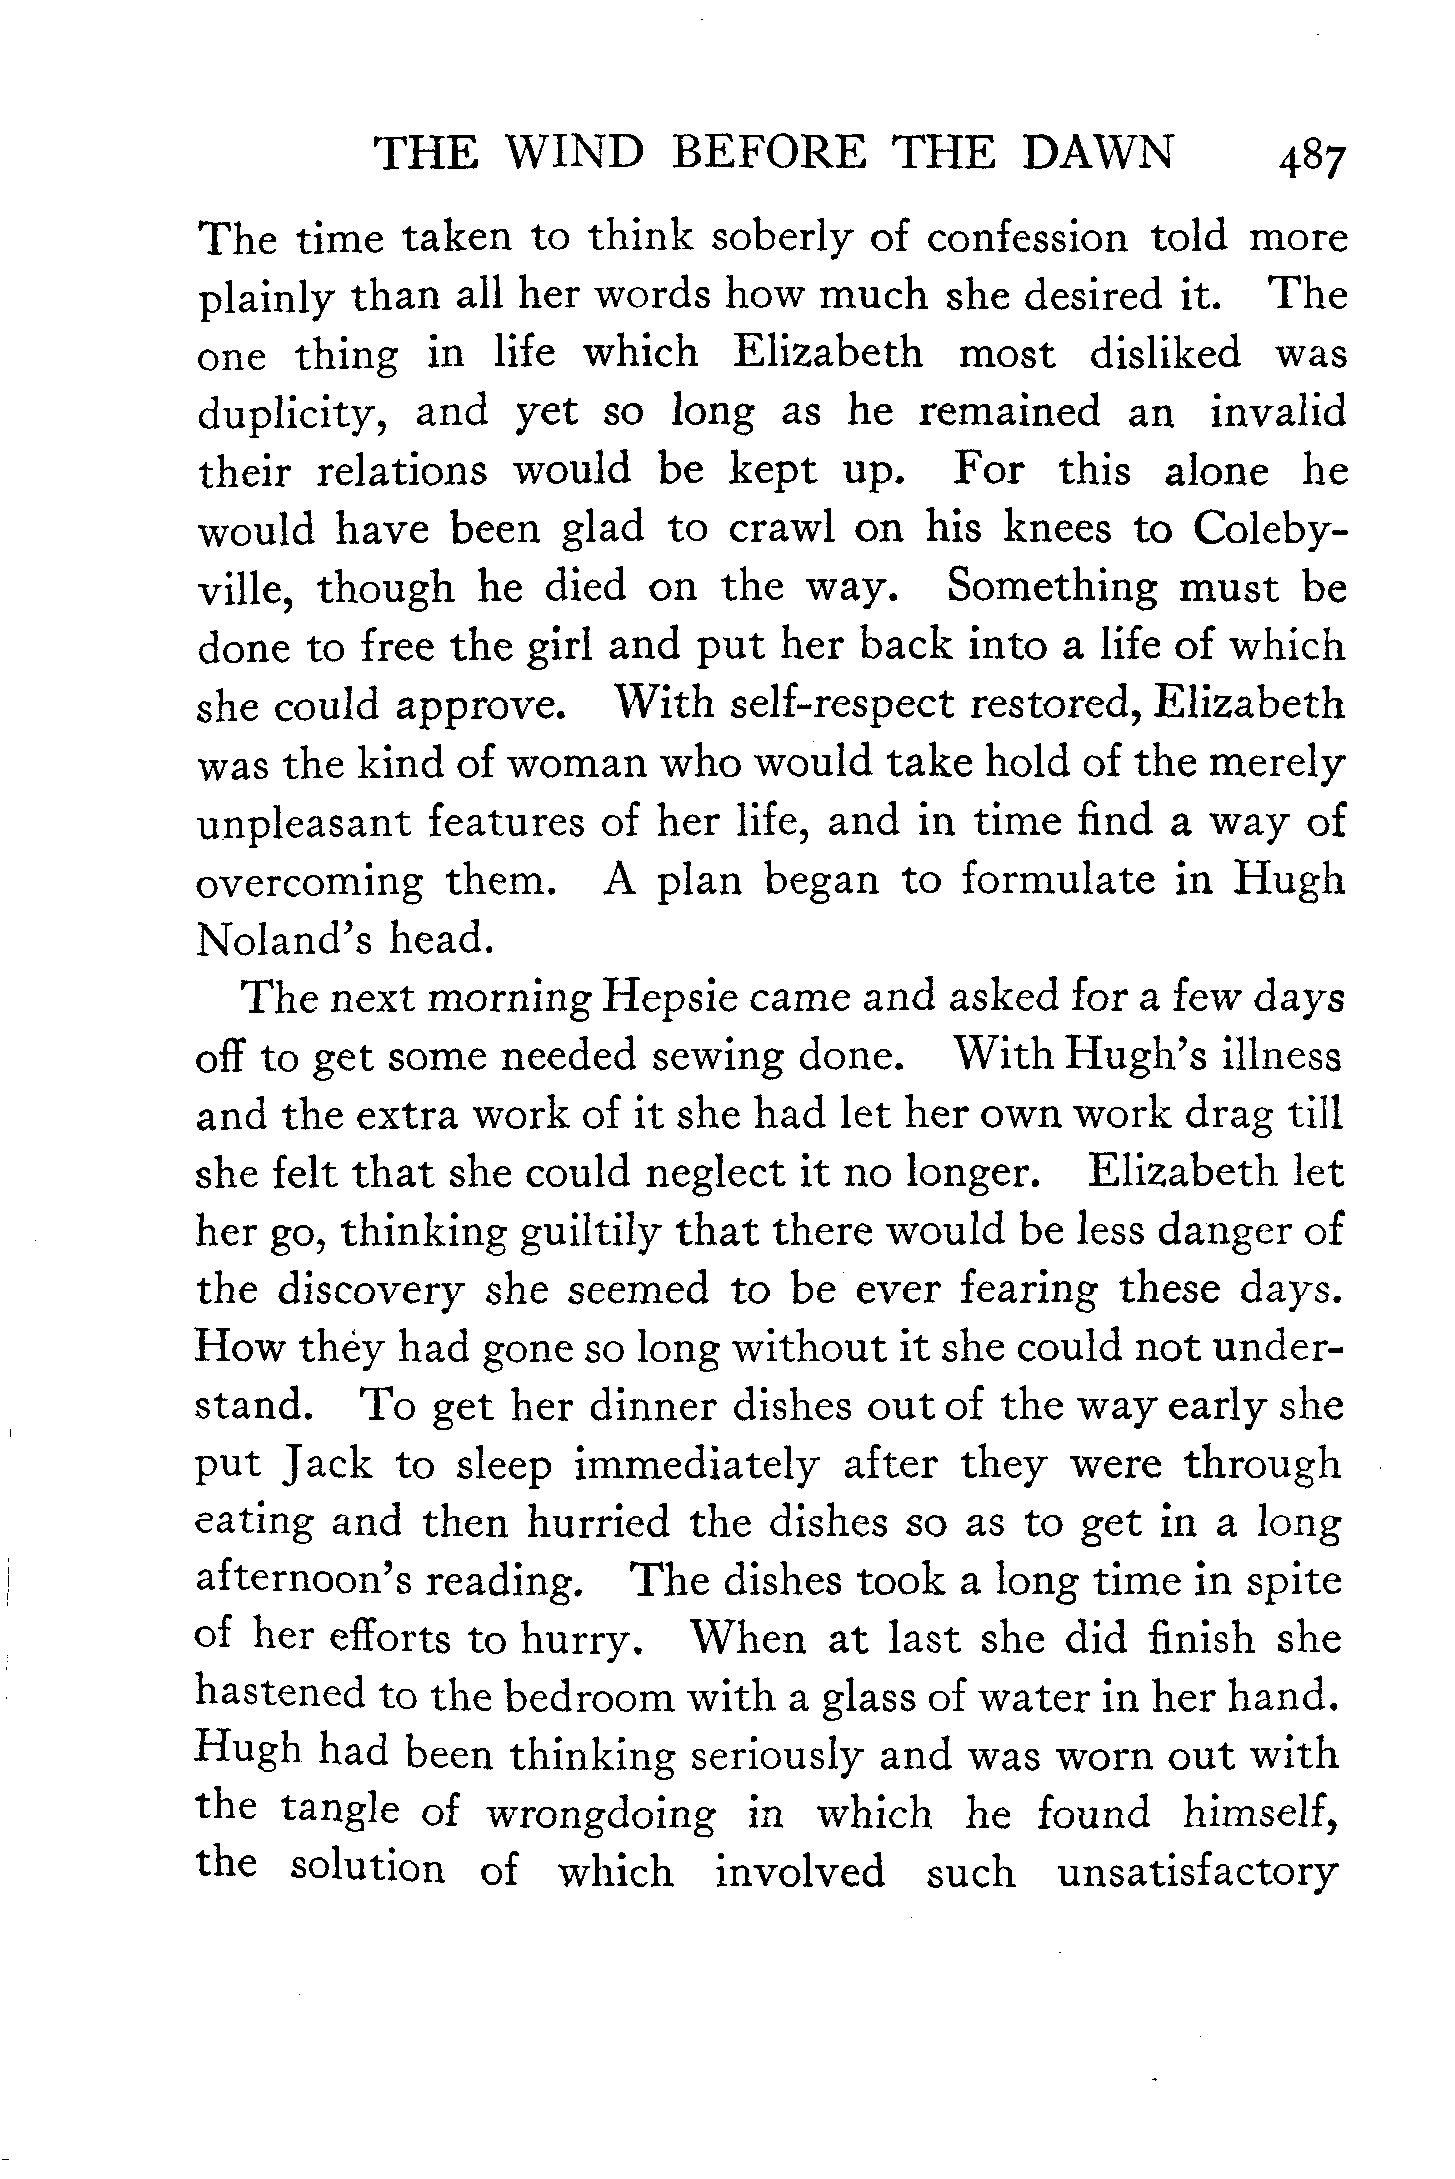 THE WIND BEFORE THE DAWN 487
The time taken to think soberly of confession told more
plainly than all her words how much she desired it. The
one thing in life which Elizabeth most disliked was
duplicity, and yet so long as he remained an invalid
their relations would be kept up. For this alone he
would have been glad to crawl on his knees to Coleby-
ville, though he died on the way. Something must be
done to free the girl and put her back into a life of which
she could approve. With self-respect restored, Elizabeth
was the kind of woman who would take hold of the merely
unpleasant features of her life, and in time find a way of
overcoming them. A plan began to formulate in Hugh
Noland's head.
The next morning Hepsie came and asked for a few days
off to get some needed sewing done. With Hugh's illness
and the extra work of it she had let her own work drag till
she felt that she could neglect it no longer. Elizabeth let
her go, thinking guiltily that there would be less danger of
the discovery she seemed to be ever fearing these days.
How they had gone so long without it she could not under-
stand. To get her dinner dishes out of the way early she
put Jack to sleep immediately after they were through
eating and then hurried the dishes so as to get in a long
afternoon's reading. The dishes took a long time in spite
of her efforts to hurry. When at last she did finish she
hastened to the bedroom with a glass of water in her hand.
Hugh had been thinking seriously and was worn out with
the tangle of wrongdoing in which he found himself,
the solution of which involved such unsatisfactory